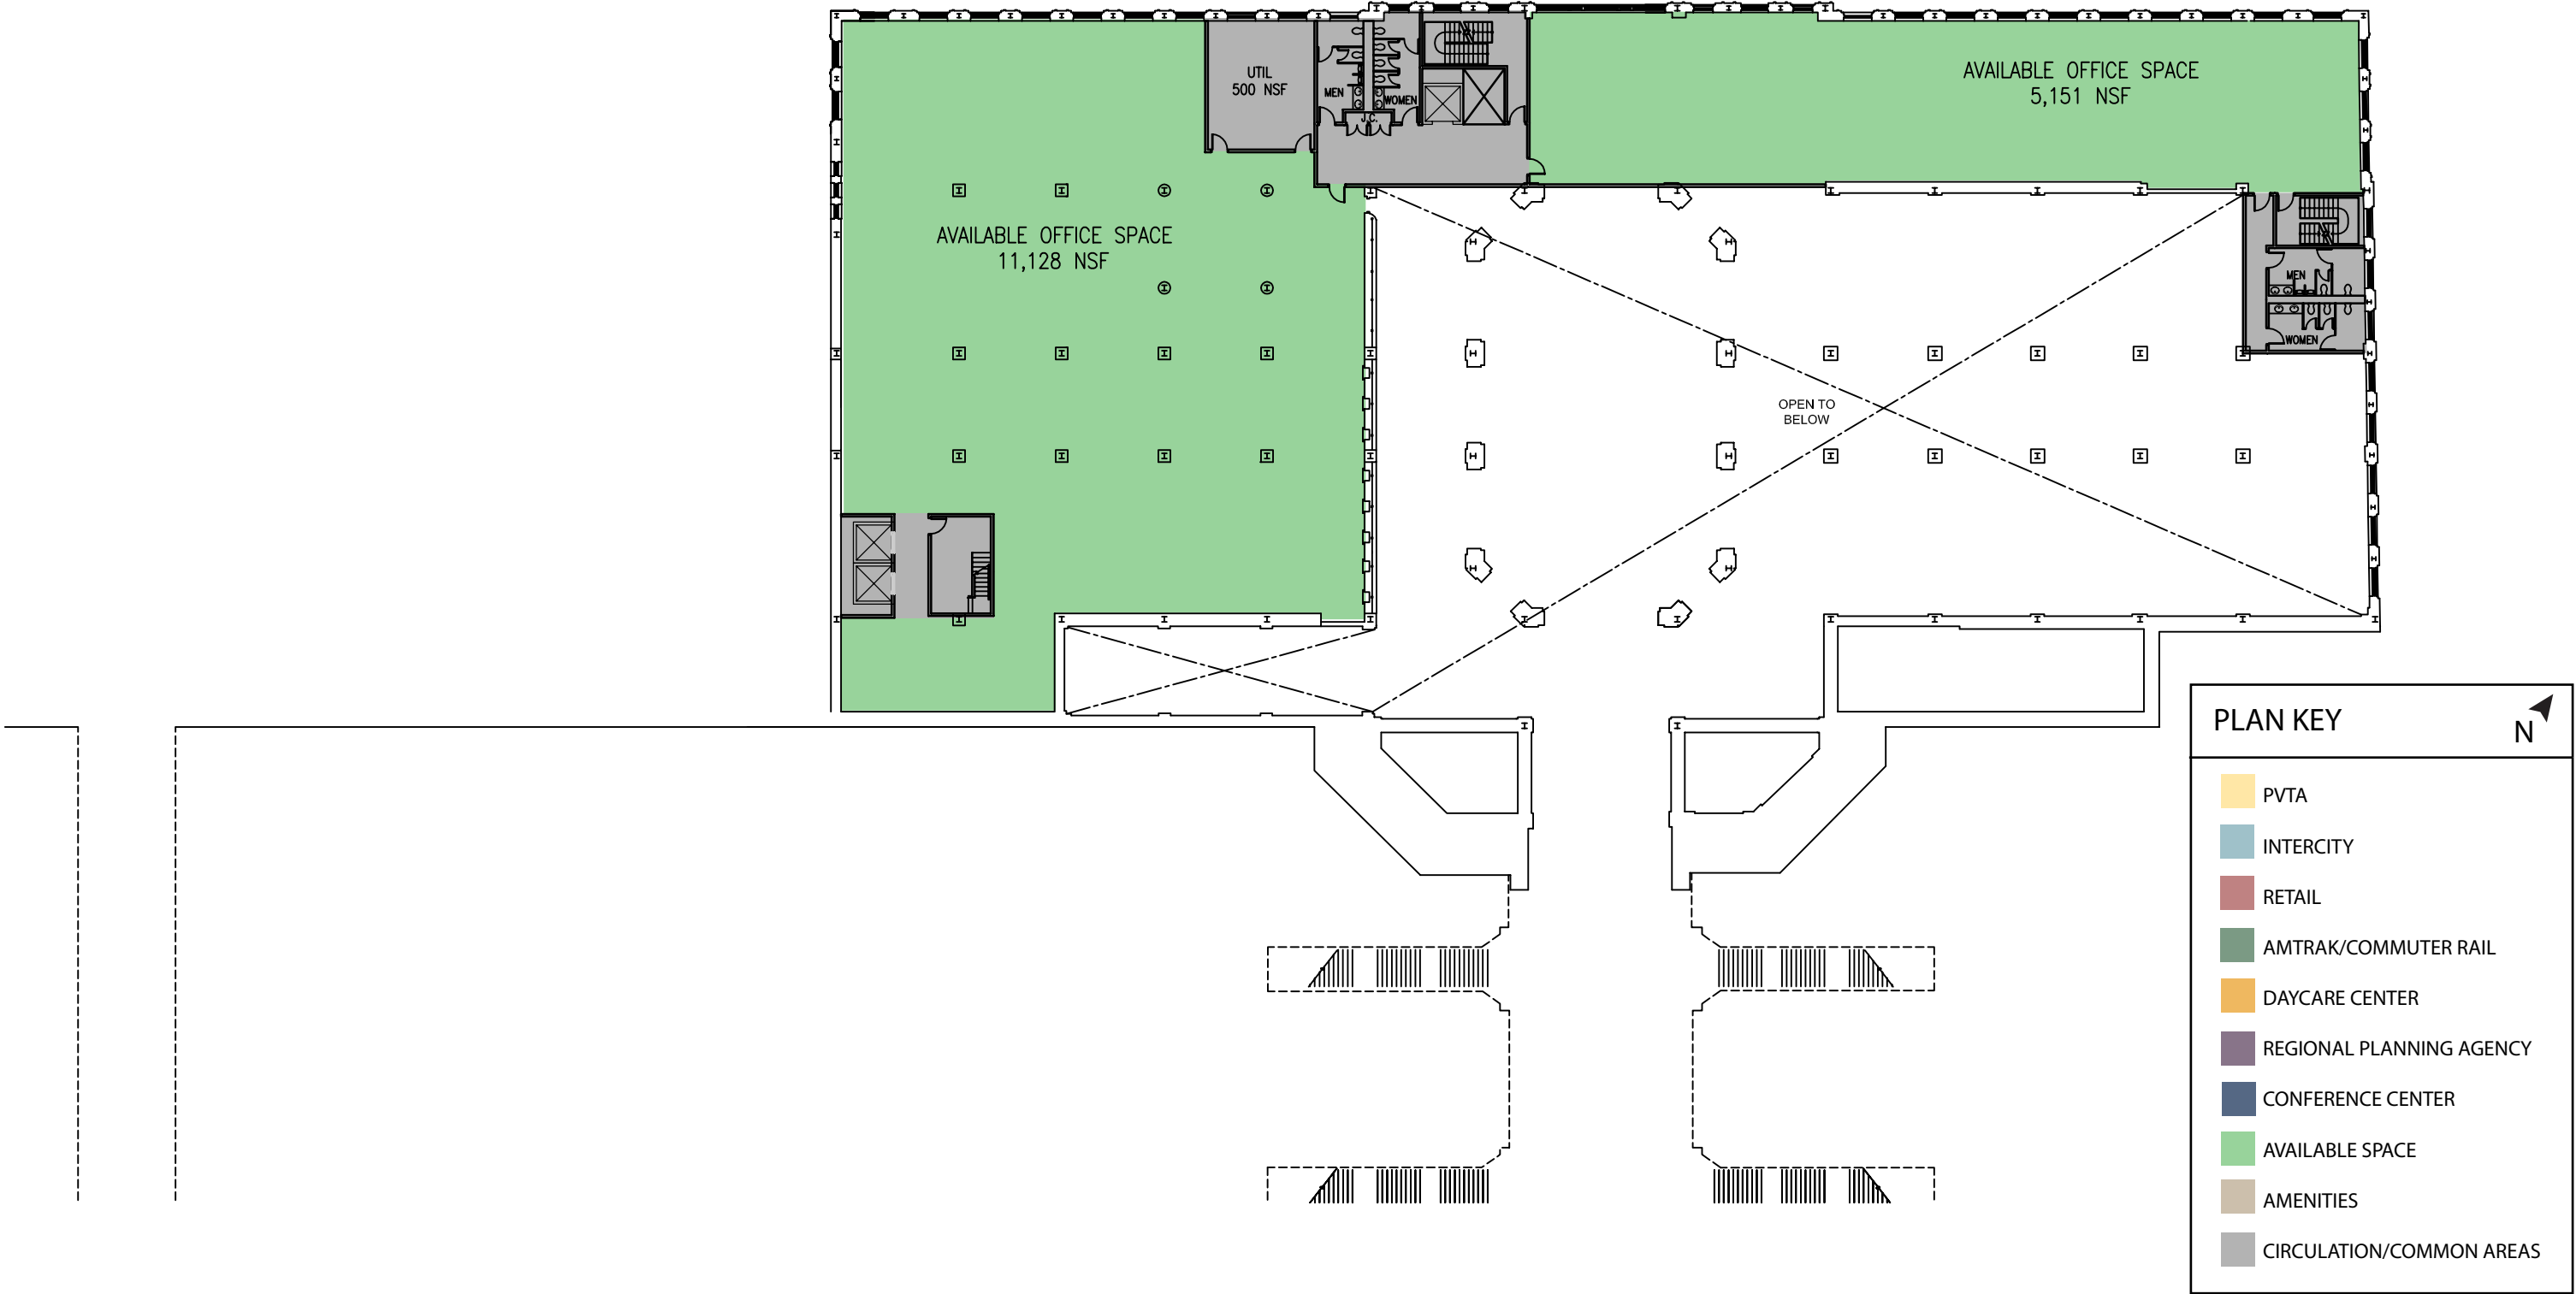 UTIL
500 NSF
MEN
WOMEN
J.C.
AVAILABLE OFFICE SPACE
5,151 NSF
AVAILABLE OFFICE SPACE
11,128 NSF
MEN
WOMEN
OPEN TO
BELOW
PLAN KEY
N
PVTA
INTERCITY
RETAIL
AMTRAK/COMMUTER RAIL
DAYCARE CENTER
REGIONAL PLANNING AGENCY
CONFERENCE CENTER
AVAILABLE SPACE
AMENITIES
CIRCULATION/COMMON AREAS